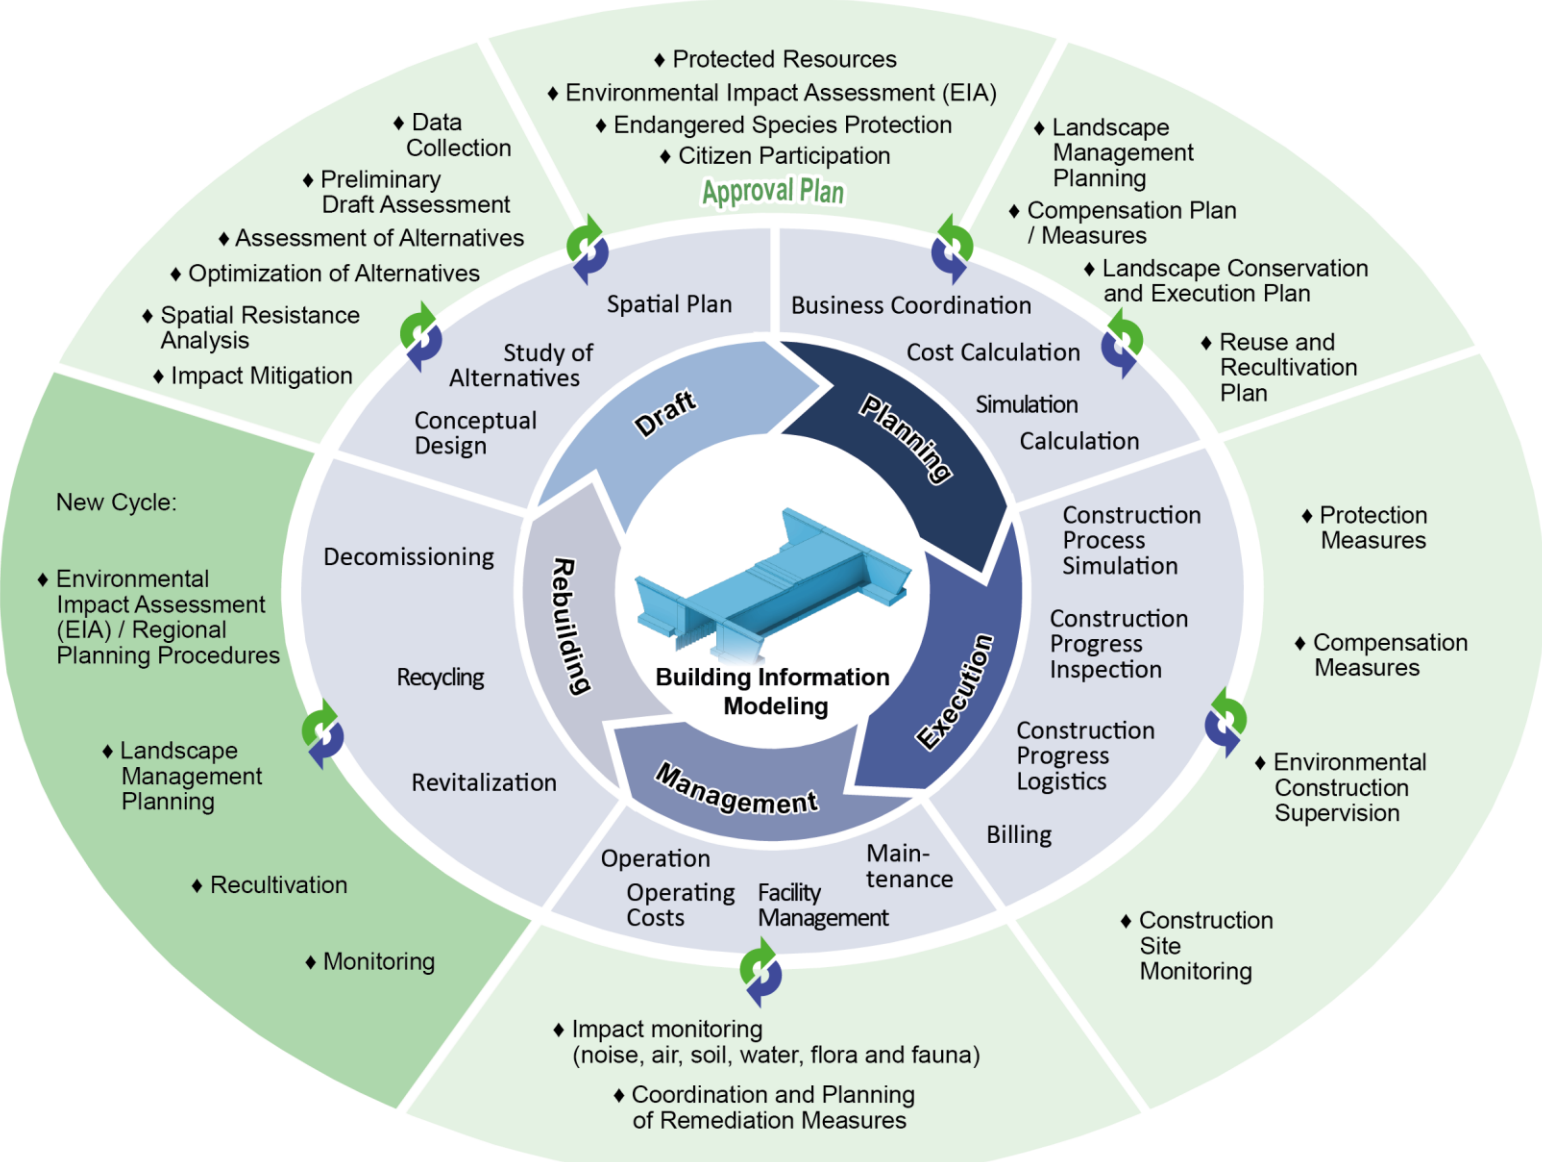 ♦ Protected Resources
♦ Environmental Impact Assessment (EIA)
♦ Endangered Species Protection
♦ Citizen Participation
Approval Plan
♦ Data
Collection
♦ Preliminary
Draft Assessment
♦ Assessment of Alternatives
♦ Optimization of Alternatives
♦ Spatial Resistance
Analysis
♦ Impact Mitigation
♦ Landscape
Management
Planning
♦ Compensation Plan
/ Measures
♦ Landscape Conservation
and Execution Plan
♦ Reuse and
Recultivation
Plan
Spatial Plan
Study of
Alternatives
Conceptual
Design
Business Coordination
Cost Calculation
Simulation
Calculation
Draft
Planning
Execution
Management
Rebuilding
Building Information
Modeling
Construction
Process
Simulation
Construction
Progress
Inspection
Construction
Progress
Logistics
Billing
♦ Protection
Measures
♦ Compensation
Measures
♦ Environmental
Construction
Supervision
♦ Construction
Site
Monitoring
Operation
Operating
Costs
Facility
Management
Main-
tenance
♦ Impact monitoring
(noise, air, soil, water, flora and fauna)
♦ Coordination and Planning
of Remediation Measures
Decomissioning
Recycling
Revitalization
New Cycle:
♦ Environmental
Impact Assessment
(EIA) / Regional
Planning Procedures
♦ Landscape
Management
Planning
♦ Recultivation
♦ Monitoring